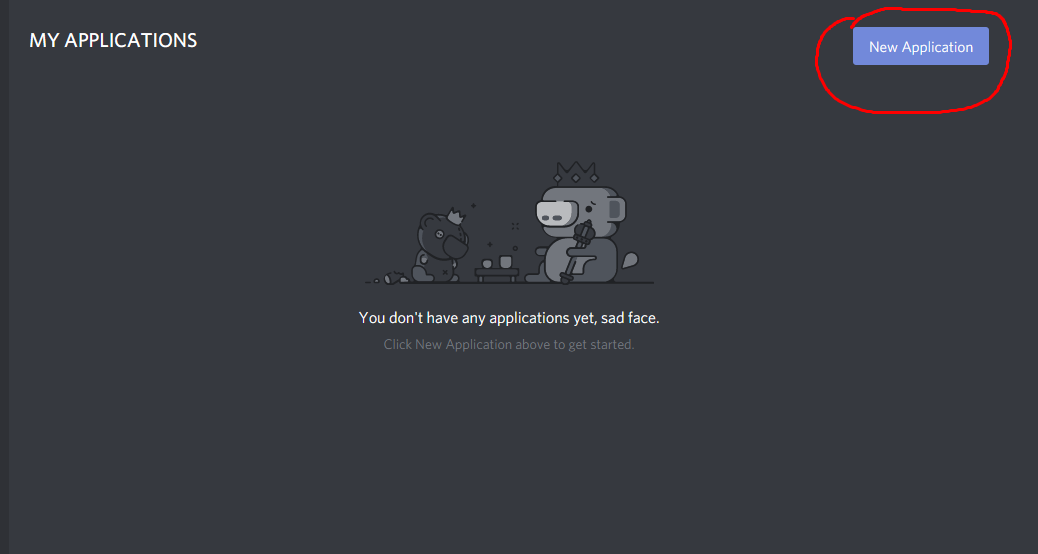 MY APPLICATIONS
New Application
You don't have any applications yet, sad face.
Click New Application above to get started.